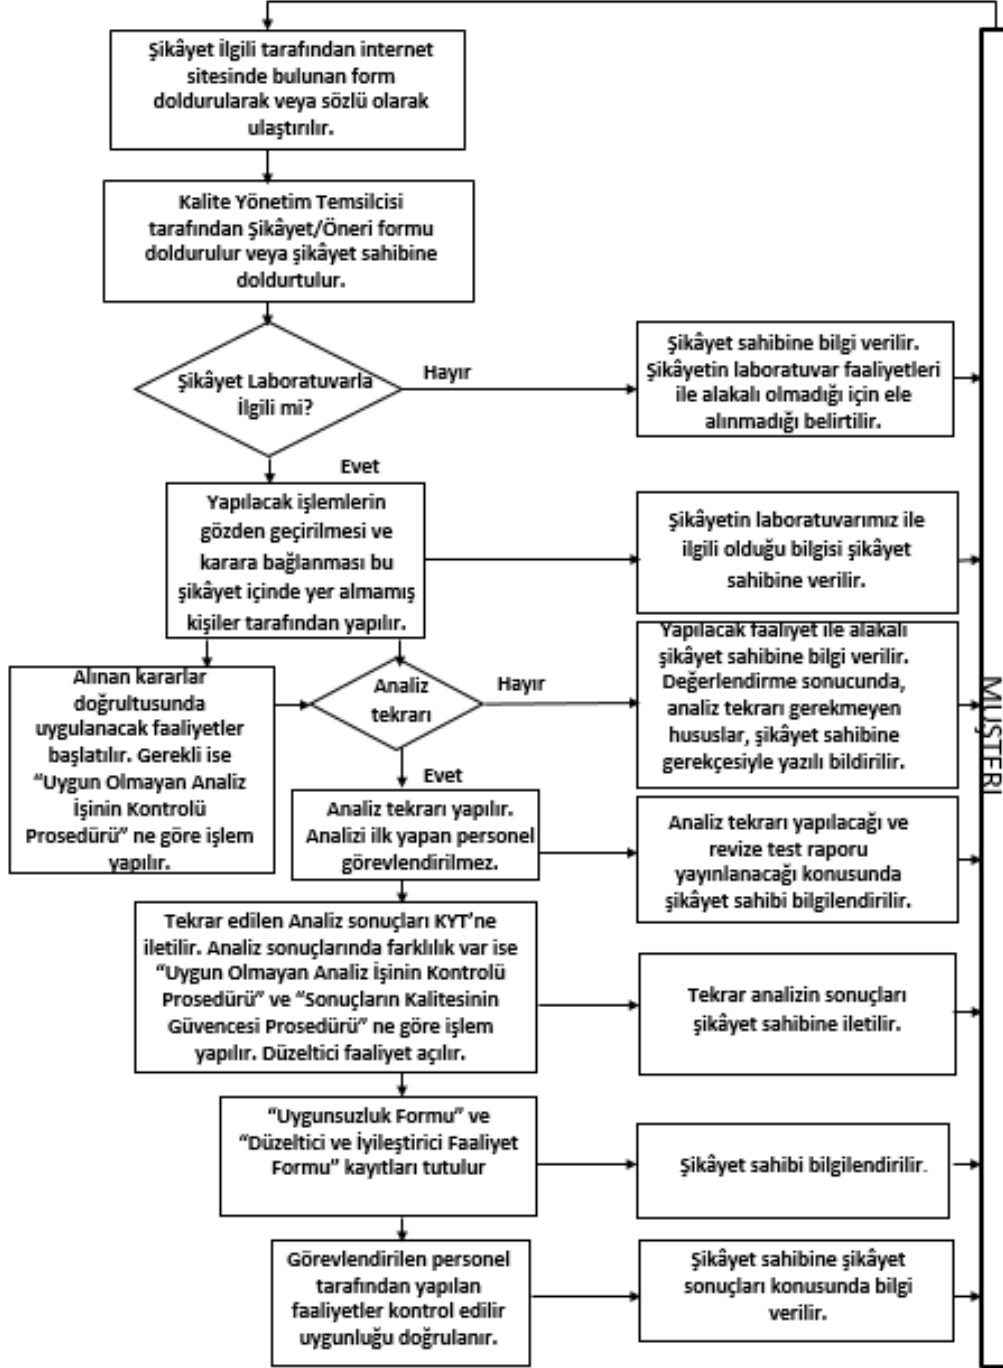 Şikâyet İlgili tarafından internet
sitesinde bulunan form
doldurularak veya sözlü olarak
ulaştırılır.
Kalite Yönetim Temsilcisi
tarafından Şikâyet/Öneri formu
doldurulur veya şikâyet sahibine
doldurtulur.
Şikâyet Laboratuvarla
İlgili mi?
Hayır
Şikâyet sahibine bilgi verilir.
Şikâyetin laboratuvar faaliyetleri
ile alakalı olmadığı için ele
alınmadığı belirtilir.
Evet
Yapılacak işlemlerin
gözden geçirilmesi ve
karara bağlanması bu
şikâyet içinde yer almamış
kişiler tarafından yapılır.
Şikâyetin laboratuvarımız ile
ilgili olduğu bilgisi şikâyet
sahibine verilir.
Alınan kararlar
doğrultusunda
uygulanacak faaliyetler
başlatılır. Gerekli ise
“Uygun Olmayan Analiz
İşinin Kontrolü
Prosedürü” ne göre işlem
yapılır.
Analiz
tekrarı
Hayır
Yapılacak faaliyet ile alakalı
şikâyet sahibine bilgi verilir.
Değerlendirme sonucunda,
analiz tekrarı gerekmeyen
hususlar, şikâyet sahibine
gerekçesiyle yazılı bildirilir.
Evet
Analiz tekrarı yapılır.
Analizi ilk yapan personel
görevlendirilmez.
Analiz tekrarı yapılacağı ve
revize test raporu
yayınlanacağı konusunda
şikâyet sahibi bilgilendirilir.
Tekrar edilen Analiz sonuçları KYT’ne
iletilir. Analiz sonuçlarında farklılık var ise
“Uygun Olmayan Analiz İşinin Kontrolü
Prosedürü” ve “Sonuçların Kalitesinin
Güvencesi Prosedürü” ne göre işlem
yapılır. Düzeltici faaliyet açılır.
Tekrar analizin sonuçları
şikâyet sahibine iletilir.
“Uygunsuzluk Formu” ve
“Düzeltici ve İyileştirici Faaliyet
Formu” kayıtları tutulur
Şikâyet sahibi bilgilendirilir.
Görevlendirilen personel
tarafından yapılan
faaliyetler kontrol edilir
uygunluğu doğrulanır.
Şikâyet sahibine şikâyet
sonuçları konusunda bilgi
verilir.
MÜŞTERİ